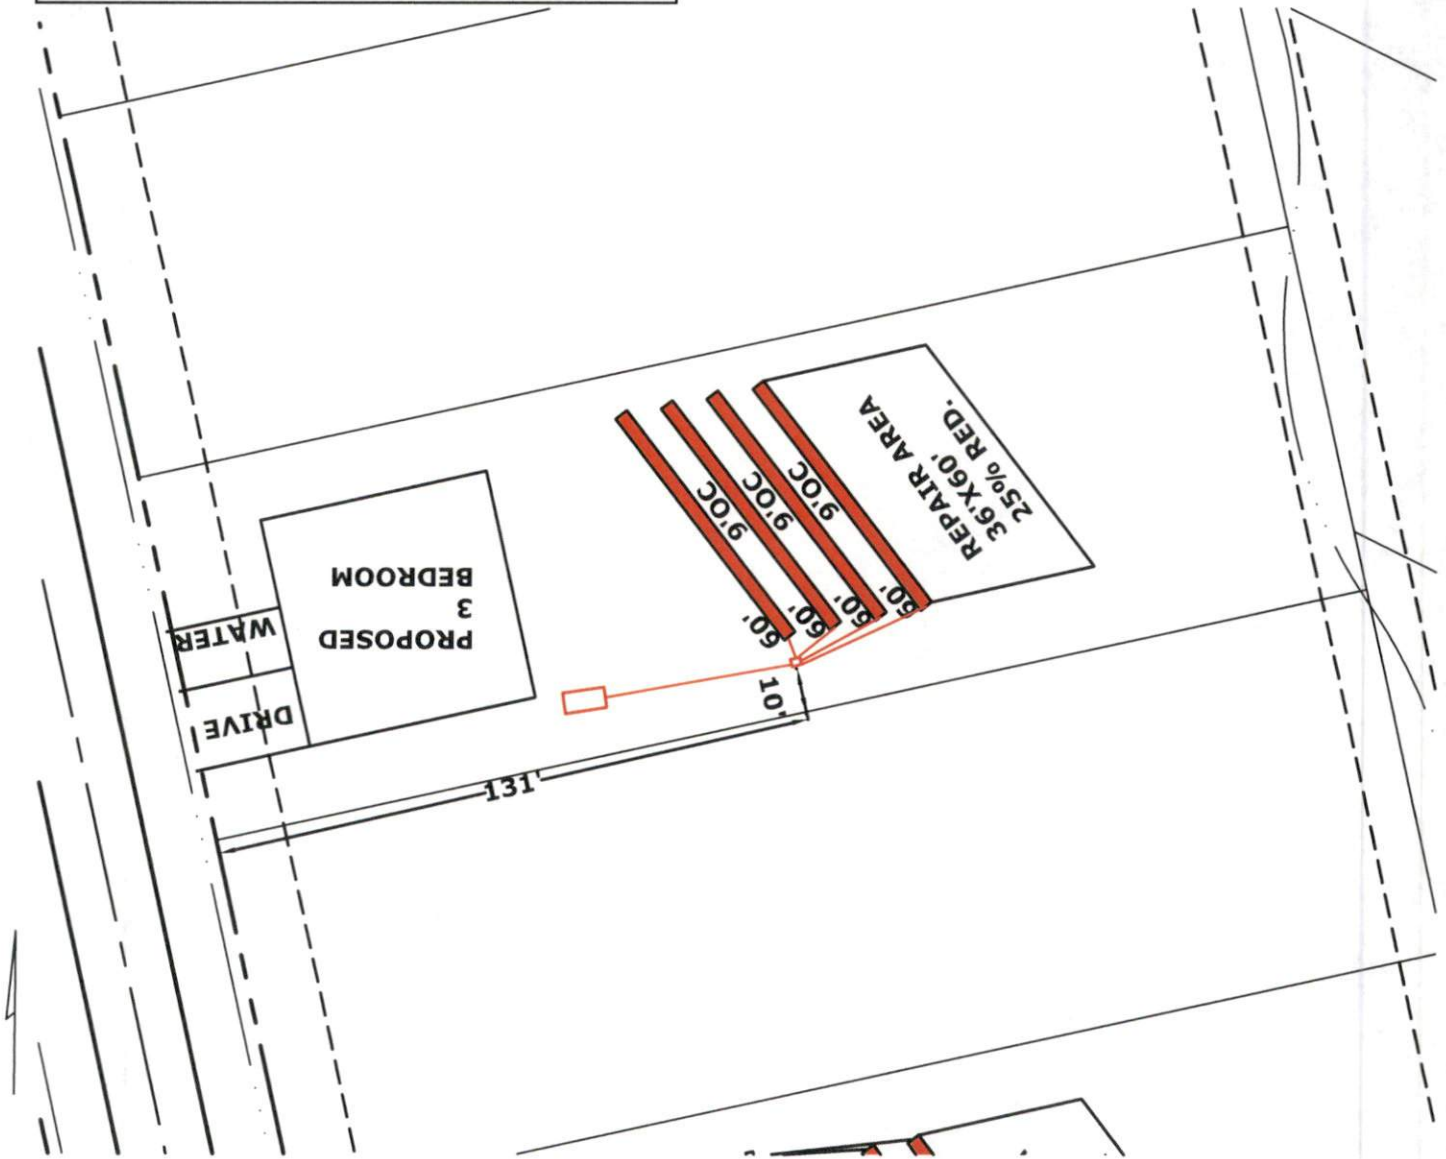 PROPOSED
3
BEDROOM
WATER
DRIVE
9'OC
9'OC
9'OC
60'
60'
60'
60'
REPAIR AREA
36'X60'
25% RED.
10'
131'